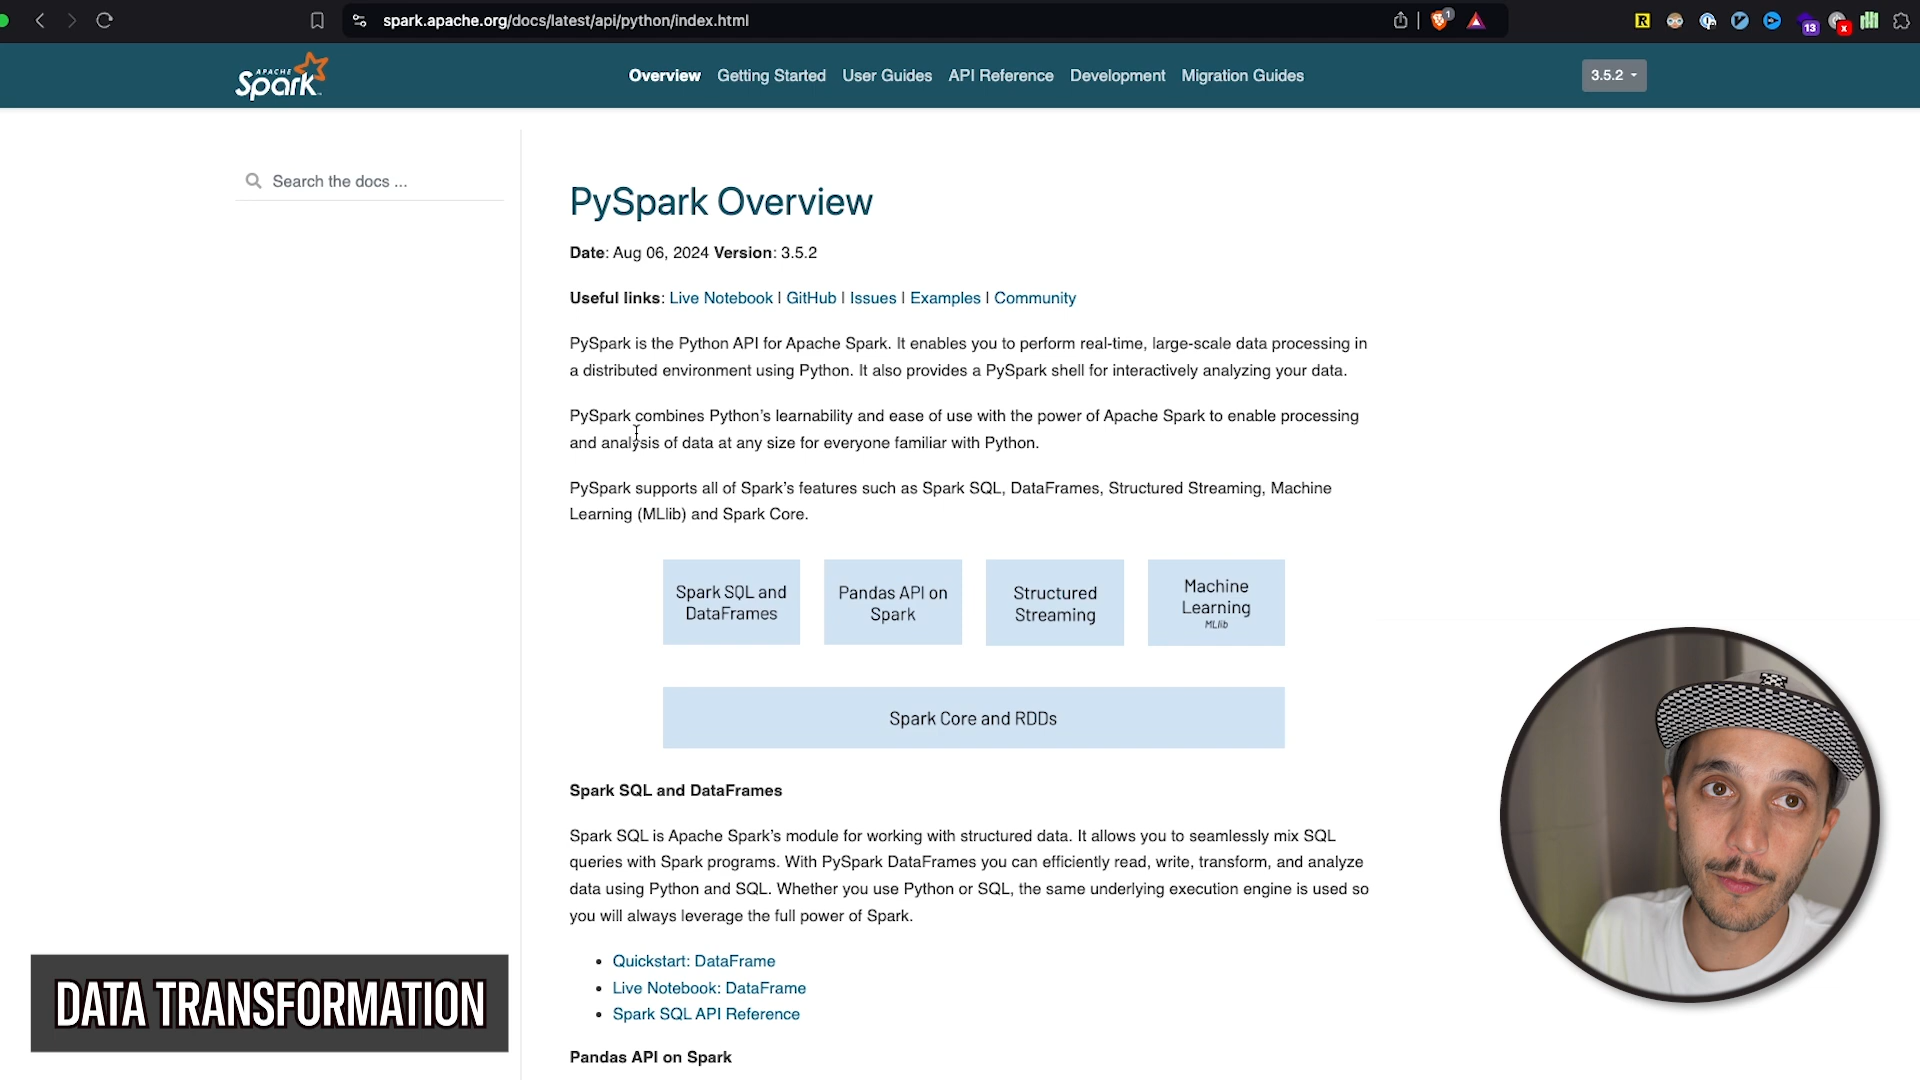 spark.apache.org/docs/latest/api/python/index.html
1
R
13
x
APACHE
Spark
Overview Getting Started User Guides API Reference Development Migration Guides
3.5.2
Search the docs ...
PySpark Overview
Date: Aug 06, 2024 Version: 3.5.2
Useful links: Live Notebook | GitHub | Issues | Examples | Community
PySpark is the Python API for Apache Spark. It enables you to perform real-time, large-scale data processing in
a distributed environment using Python. It also provides a PySpark shell for interactively analyzing your data.
PySpark combines Python’s learnability and ease of use with the power of Apache Spark to enable processing
and analysis of data at any size for everyone familiar with Python.
PySpark supports all of Spark’s features such as Spark SQL, DataFrames, Structured Streaming, Machine
Learning (MLlib) and Spark Core.
Spark SQL and
DataFrames
Pandas API on
Spark
Structured
Streaming
Machine
Learning
MLlib
Spark Core and RDDs
Spark SQL and DataFrames
Spark SQL is Apache Spark’s module for working with structured data. It allows you to seamlessly mix SQL
queries with Spark programs. With PySpark DataFrames you can efficiently read, write, transform, and analyze
data using Python and SQL. Whether you use Python or SQL, the same underlying execution engine is used so
you will always leverage the full power of Spark.
Quickstart: DataFrame
Live Notebook: DataFrame
Spark SQL API Reference
Pandas API on Spark
DATA TRANSFORMATION